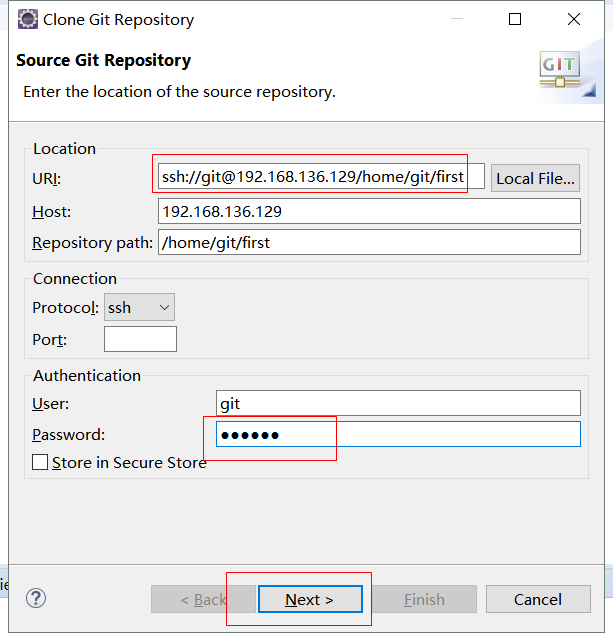 Clone Git Repository
Source Git Repository
Enter the location of the source repository.
GIT
Location
URI: ssh://git@192.168.136.129/home/git/first Local File...
Host: 192.168.136.129
Repository path: /home/git/first
Connection
Protocol: ssh
Port:
Authentication
User: git
Password: ●●●●●●
Store in Secure Store
ie
? < Back Next > Finish Cancel